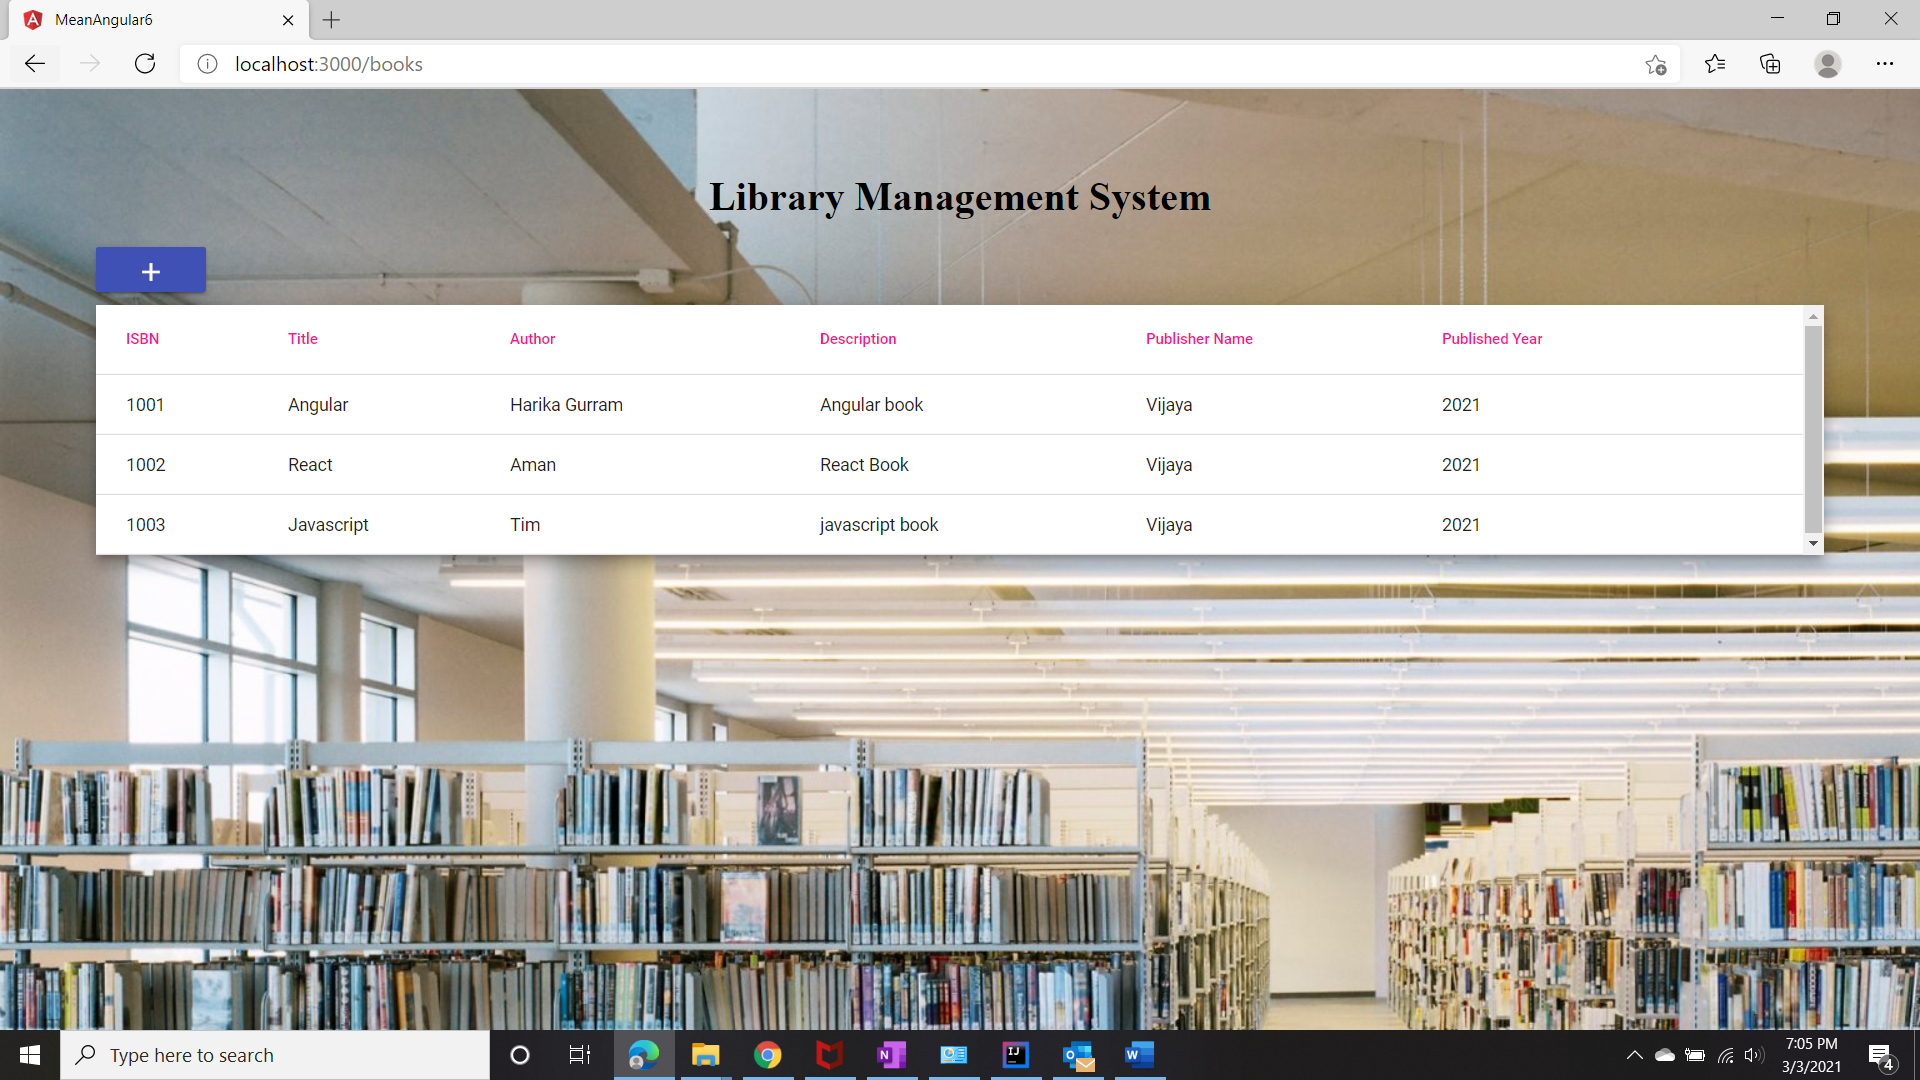 MeanAngular6
localhost:3000/books
Library Management System
+
ISBN Title Author Description Publisher Name Published Year
1001 Angular Harika Gurram Angular book Vijaya 2021
1002 React Aman React Book Vijaya 2021
1003 Javascript Tim javascript book Vijaya 2021
Type here to search
7:05 PM
3/3/2021
4